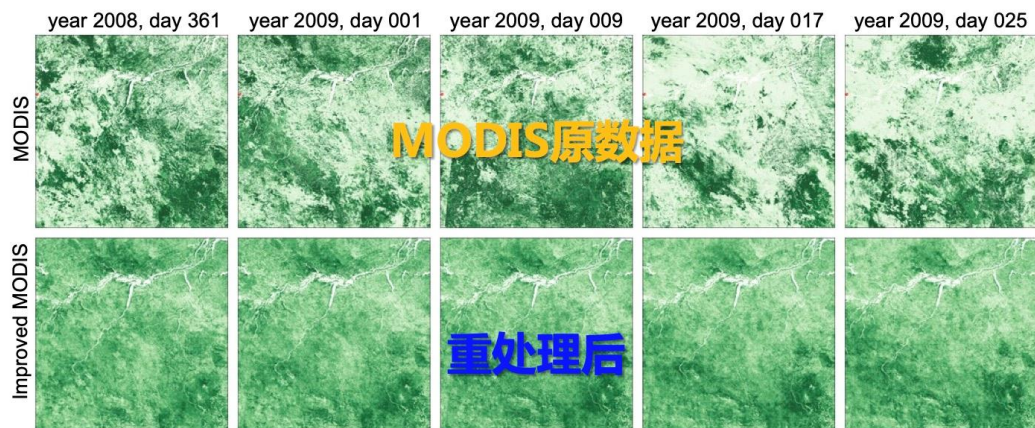 year 2008, day 361
year 2009, day 001
year 2009, day 009
year 2009, day 017
year 2009, day 025
MODIS
MODIS原数据
Improved MODIS
重处理后